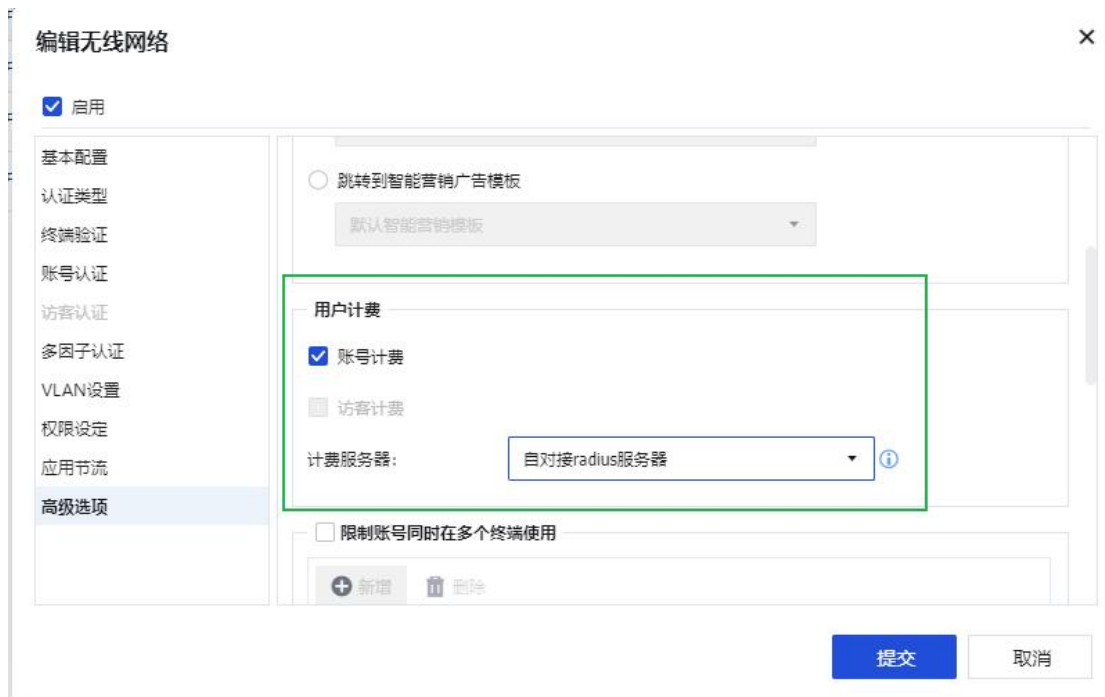 编辑无线网络
启用
基本配置
认证类型
终端验证
账号认证
访客认证
多因子认证
VLAN设置
权限设定
应用节流
高级选项
跳转到智能营销广告模板
默认智能营销模板
用户计费
账号计费
访客计费
计费服务器: 自对接radius服务器
限制账号同时在多个终端使用
新增 删除
提交 取消